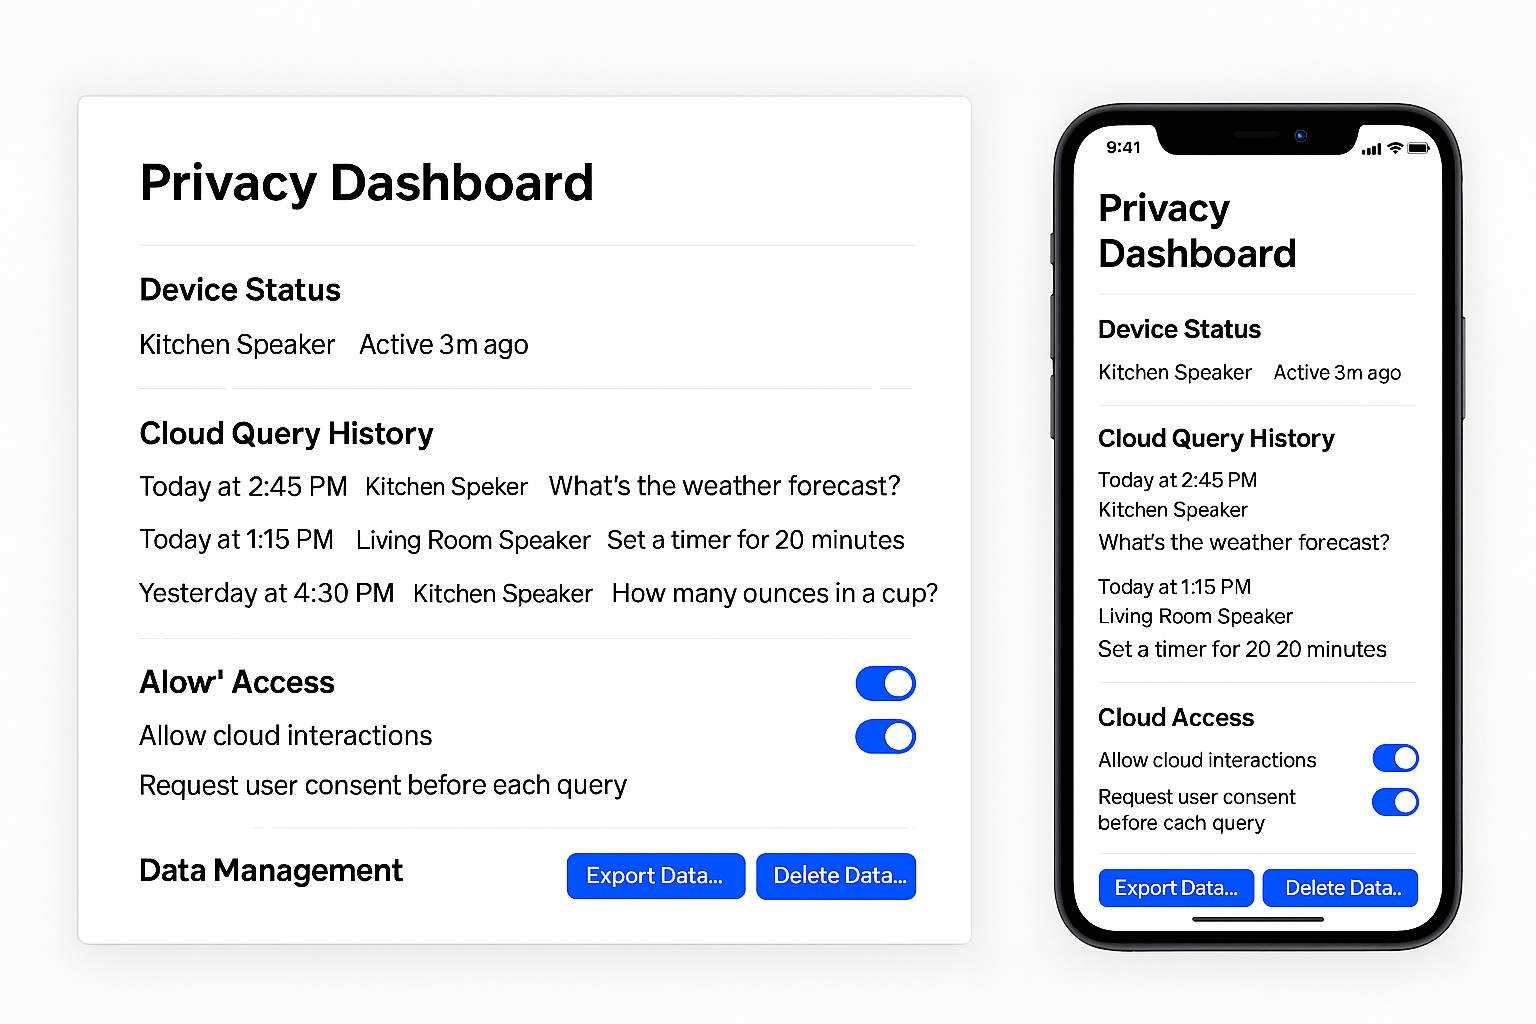 Privacy Dashboard
Device Status
Kitchen Speaker Active 3m ago
Cloud Query History
Today at 2:45 PM Kitchen Speker What's the weather forecast?
Today at 1:15 PM Living Room Speaker Set a timer for 20 minutes
Yesterday at 4:30 PM Kitchen Speaker How many ounces in a cup?
Alow' Access
Allow cloud interactions
Request user consent before each query
Data Management Export Data... Delete Data...
9:41
Privacy
Dashboard
Device Status
Kitchen Speaker Active 3m ago
Cloud Query History
Today at 2:45 PM
Kitchen Speaker
What's the weather forecast?
Today at 1:15 PM
Living Room Speaker
Set a timer for 20 20 minutes
Cloud Access
Allow cloud interactions
Request user consent
before cach query
Export Data... Delete Data..